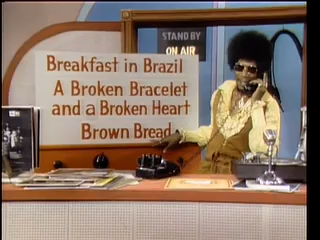 STAND BY
ON AIR
Breakfast in Brazil
A Broken Bracelet
and a Broken Heart
Brown Bread